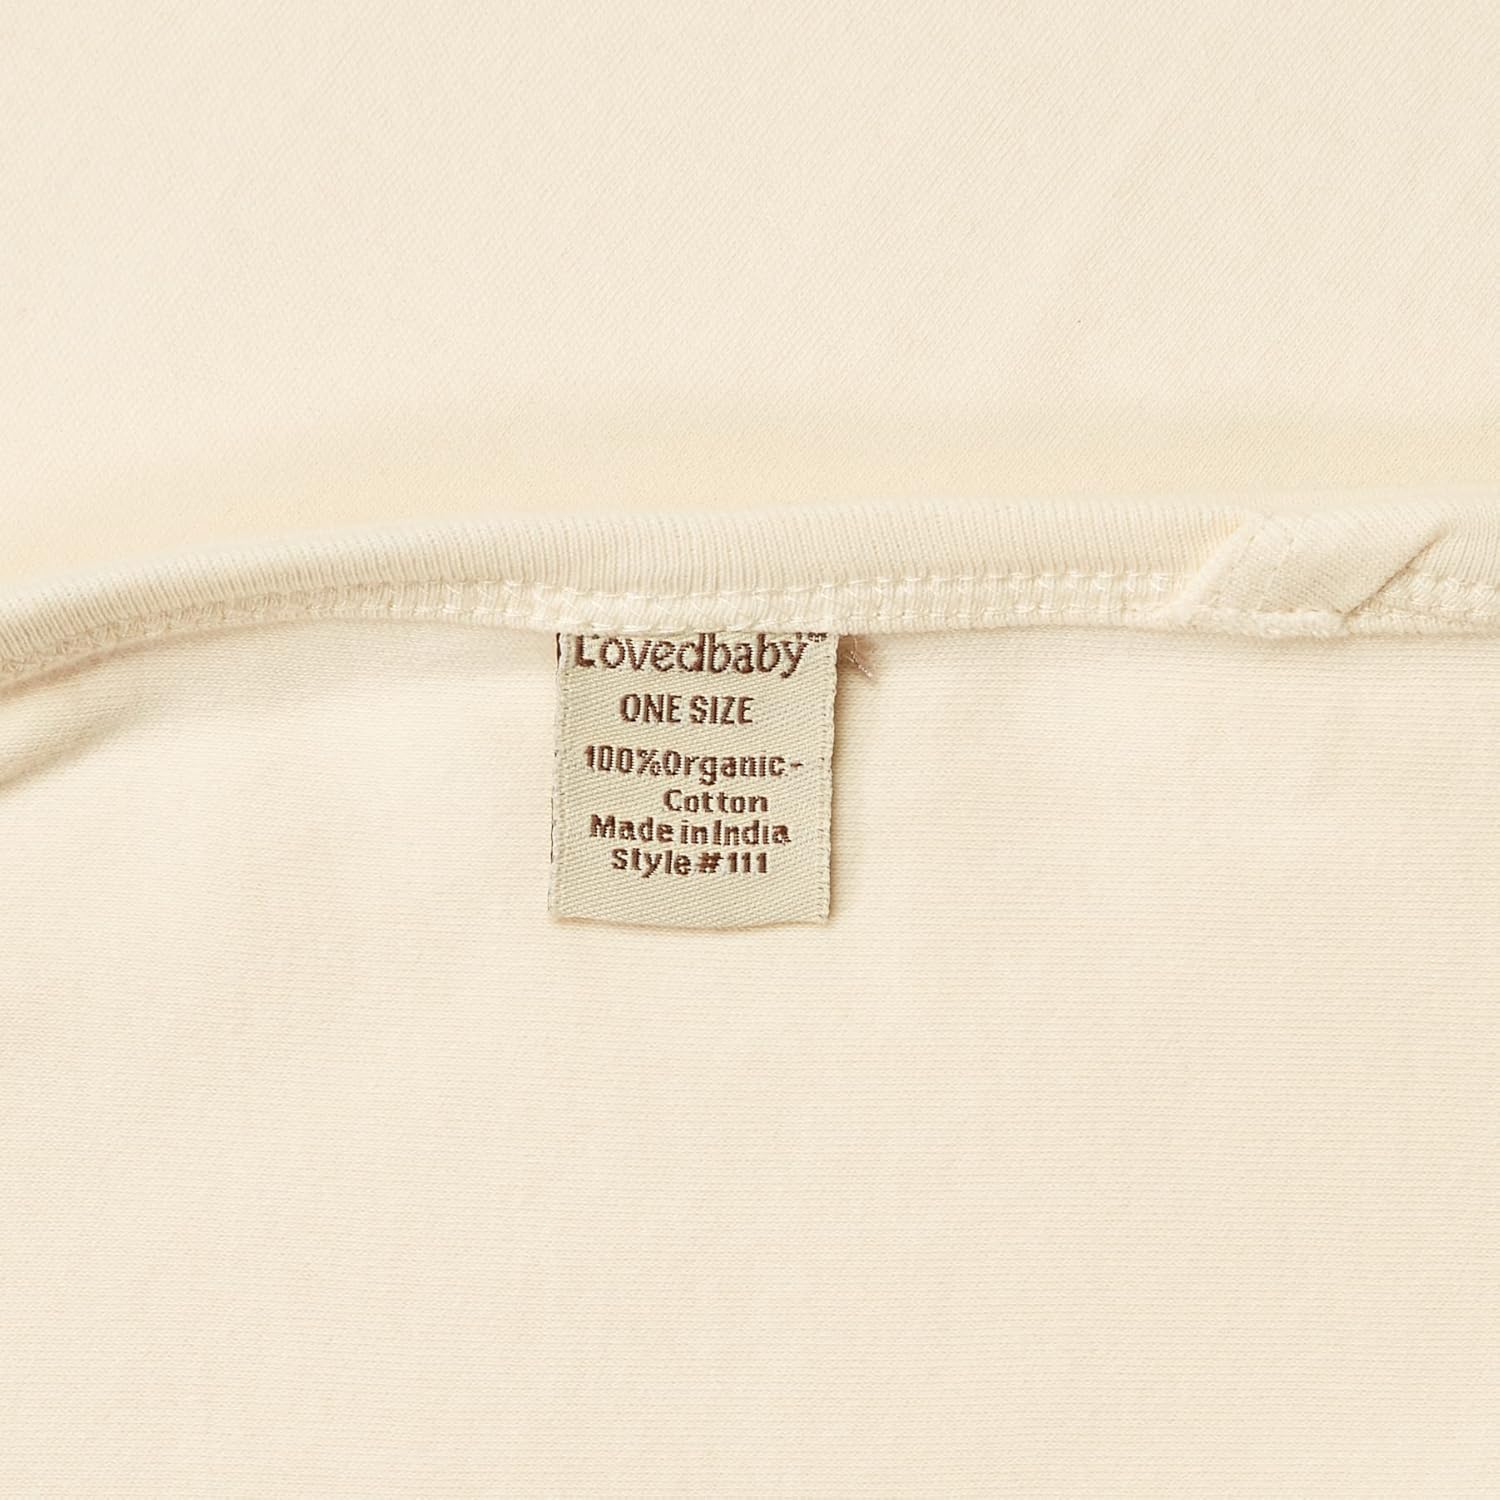 Lovedbaby™
ONE SIZE
100%Organic-
Cotton
Made in India
Style#111